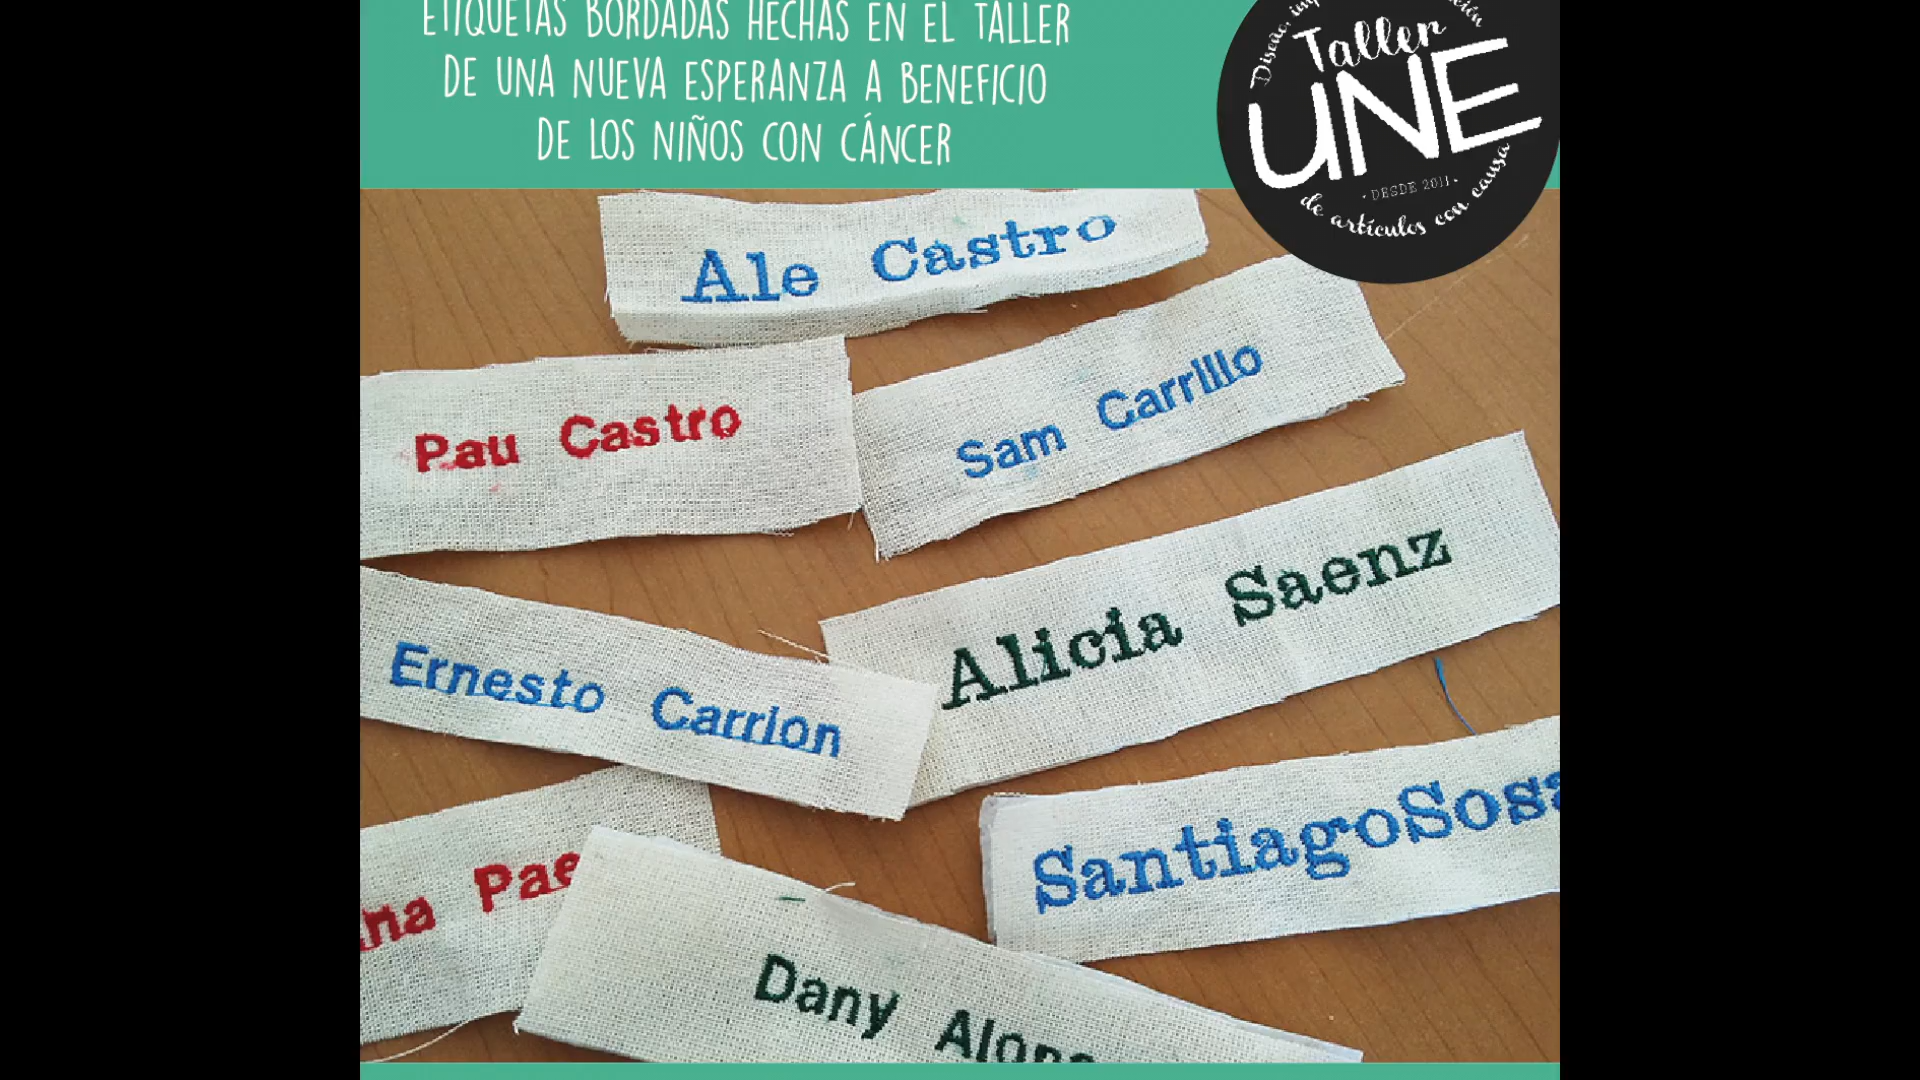 ETIQUETAS BORDADAS HECHAS EN EL TALLER
DE UNA NUEVA ESPERANZA A BENEFICIO
DE LOS NIÑOS CON CÁNCER
Taller
UNE
· DESDE 2011 ·
de artículos con causa
Ale Castro
Pau Castro
Sam Carrillo
Alicia Saenz
Ernesto Carrion
SantiagoSosa
Dany